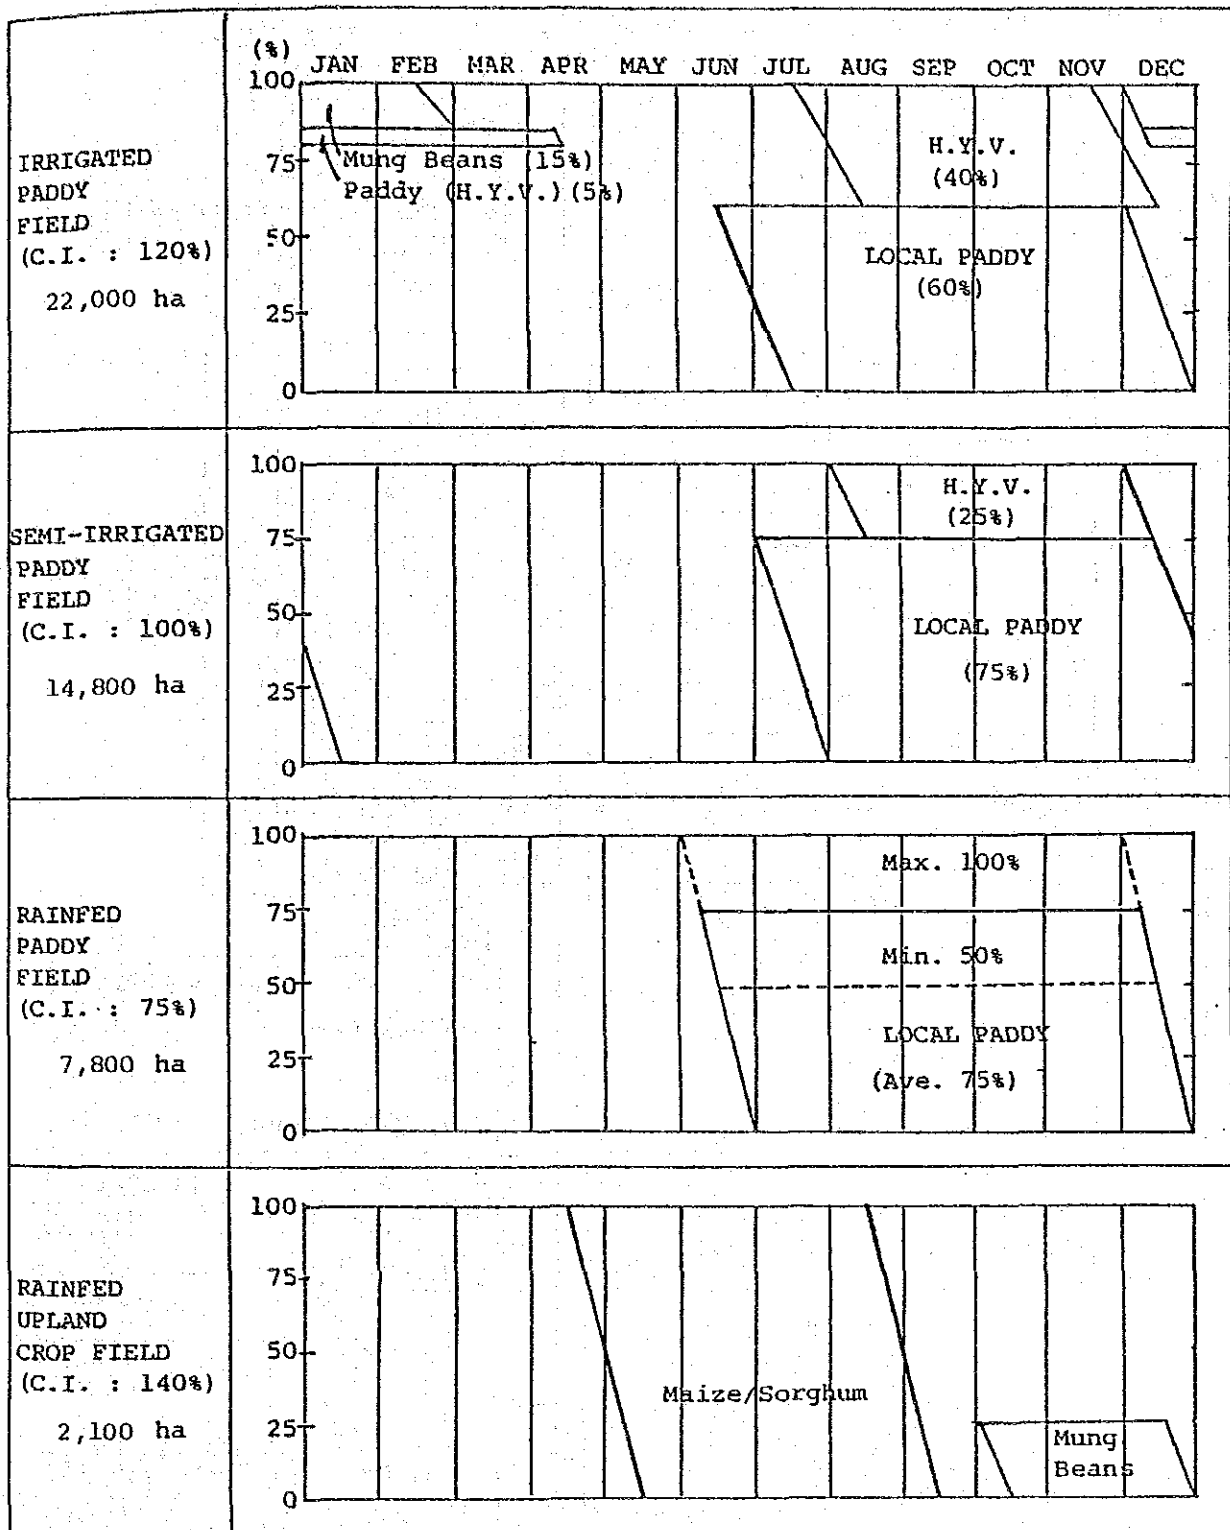 (%)
JAN FEB MAR APR MAY JUN JUL AUG SEP OCT NOV DEC
IRRIGATED
PADDY
FIELD
(C.I. : 120%)
22,000 ha
100
75
50
25
0
Mung Beans (15%)
Paddy (H.Y.V.) (5%)
H.Y.V.
(40%)
LOCAL PADDY
(60%)
SEMI-IRRIGATED
PADDY
FIELD
(C.I. : 100%)
14,800 ha
100
75
50
25
0
H.Y.V.
(25%)
LOCAL PADDY
(75%)
RAINFED
PADDY
FIELD
(C.I. : 75%)
7,800 ha
100
75
50
25
0
Max. 100%
Min. 50%
LOCAL PADDY
(Ave. 75%)
RAINFED
UPLAND
CROP FIELD
(C.I. : 140%)
2,100 ha
100
75
50
25
0
Maize/Sorghum
Mung
Beans